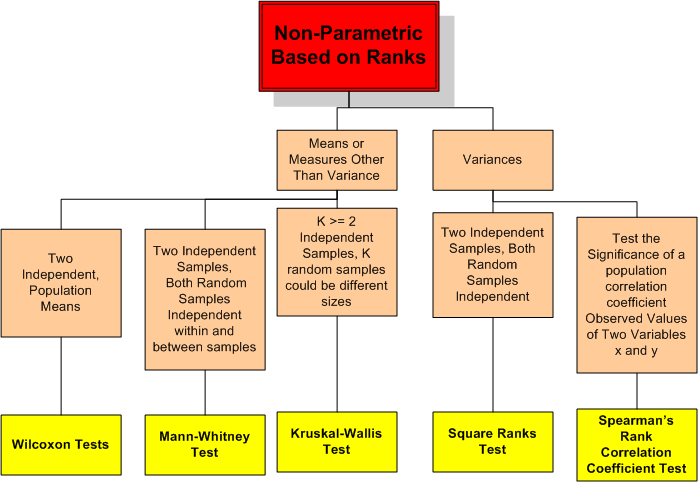 Non-Parametric
Based on Ranks
Means or
Measures Other
Than Variance
Variances
Two
Independent,
Population
Means
Two Independent
Samples,
Both Random
Samples
Independent
within and
between samples
K >= 2
Independent
Samples, K
random samples
could be different
sizes
Two Independent
Samples, Both
Random
Samples
Independent
Test the
Significance of a
population
correlation
coefficient
Observed Values
of Two Variables
x and y
Wilcoxon Tests
Mann-Whitney
Test
Kruskal-Wallis
Test
Square Ranks
Test
Spearman's
Rank
Correlation
Coefficient Test